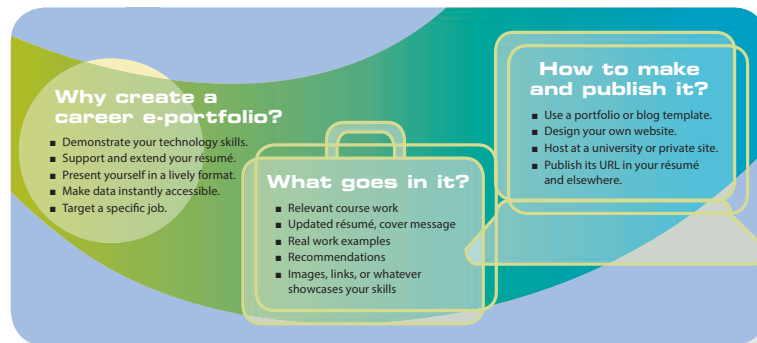 Why create a
career e-portfolio?
■ Demonstrate your technology skills.
■ Support and extend your résumé.
■ Present yourself in a lively format.
■ Make data instantly accessible.
■ Target a specific job.
What goes in it?
■ Relevant course work
■ Updated résumé, cover message
■ Real work examples
■ Recommendations
■ Images, links, or whatever
showcases your skills
How to make
and publish it?
■ Use a portfolio or blog template.
■ Design your own website.
■ Host at a university or private site.
■ Publish its URL in your résumé
and elsewhere.